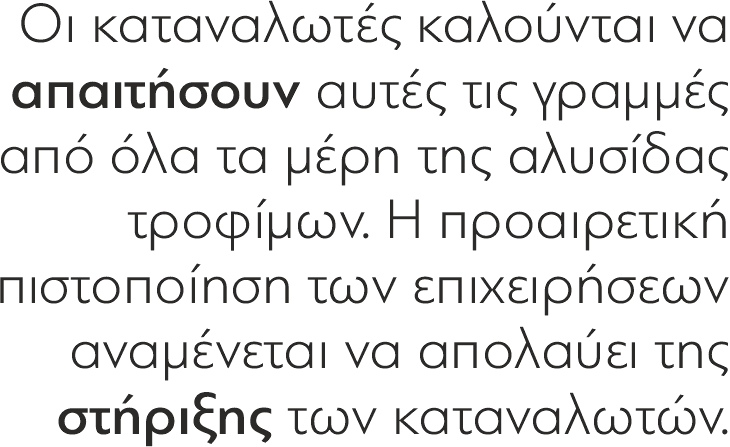 Οι καταναλωτές καλούνται να
απαιτήσουν αυτές τις γραμμές
από όλα τα μέρη της αλυσίδας
τροφίμων. Η προαιρετική
πιστοποίηση των επιχειρήσεων
αναμένεται να απολαύει της
στήριξης των καταναλωτών.